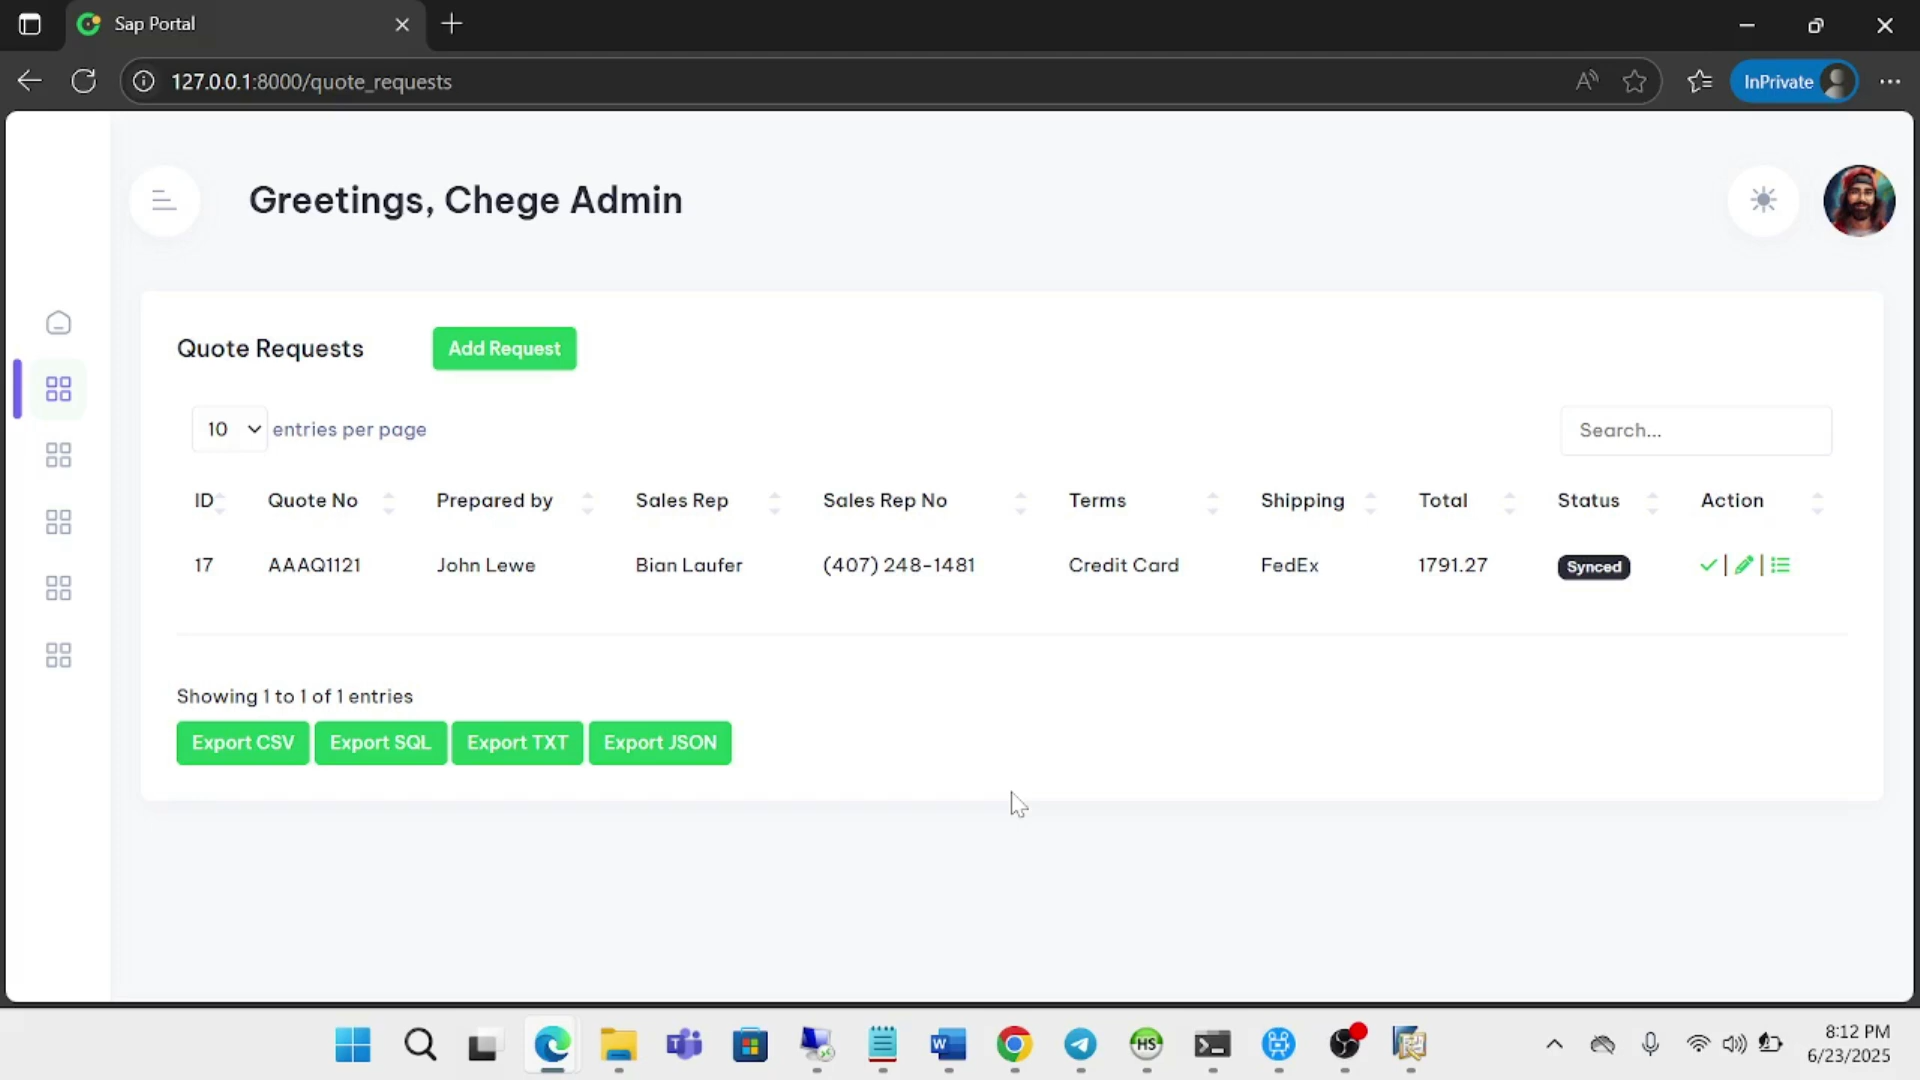 Sap Portal
127.0.0.1:8000/quote_requests
InPrivate
Greetings, Chege Admin
Quote Requests
Add Request
10 entries per page
Search...
ID Quote No Prepared by Sales Rep Sales Rep No Terms Shipping Total Status Action
17 AAAQ1121 John Lewe Bian Laufer (407) 248-1481 Credit Card FedEx 1791.27 Synced | |
Showing 1 to 1 of 1 entries
Export CSV Export SQL Export TXT Export JSON
HS
8:12 PM
6/23/2025